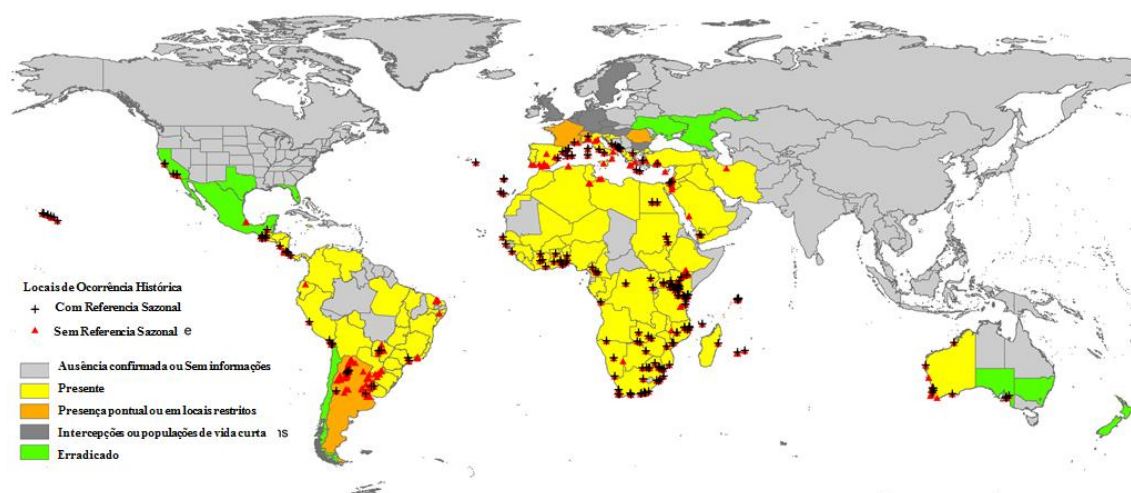 Locais de Ocorrência Histórica
Com Referencia Sazonal
Sem Referencia Sazonal e
Ausência confirmada ou Sem informações
Presente
Presença pontual ou em locais restritos
Intercepções ou populações de vida curta ns
Erradicado